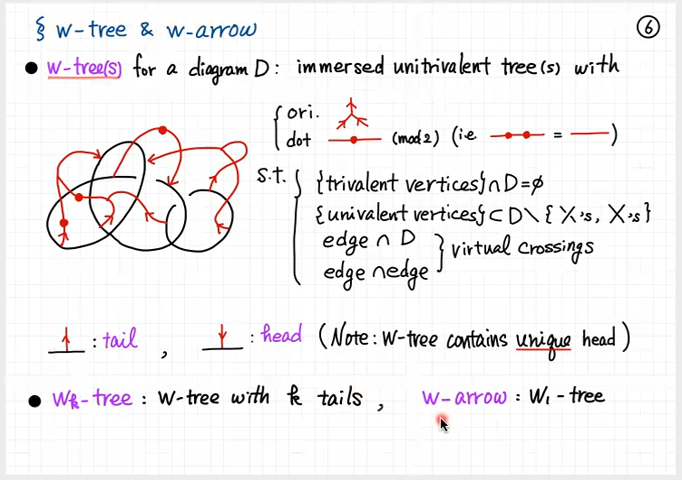 § w-tree & w-arrow
⑥
● w-tree(s) for a diagram D : immersed unitrivalent tree(s) with
ori.
dot (mod 2) (i.e = )
s.t. {trivalent vertices} ∩ D = ∅
{univalent vertices} ⊂ D \ { X's, X's }
edge ∩ D
edge ∩ edge } virtual crossings
: tail , : head (Note : W-tree contains unique head)
● Wk-tree : W-tree with k tails , w-arrow : W1-tree